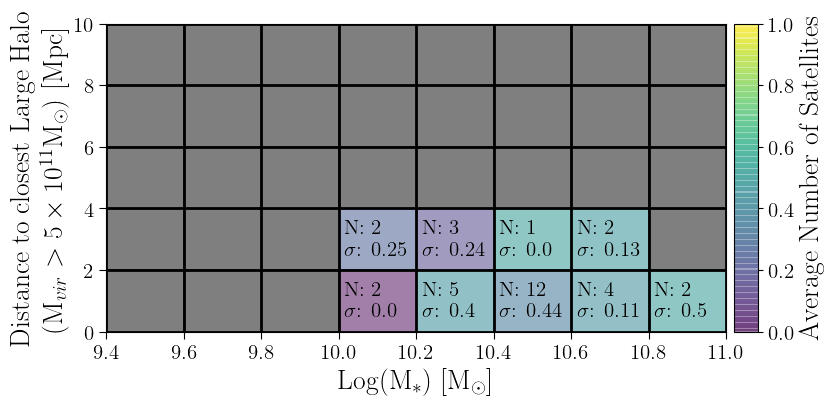 Distance to closest Large Halo
(M_vir > 5 × 10^11 M_⊙) [Mpc]
10
8
6
4
2
0
N: 2
σ: 0.25
N: 3
σ: 0.24
N: 1
σ: 0.0
N: 2
σ: 0.13
N: 2
σ: 0.0
N: 5
σ: 0.4
N: 12
σ: 0.44
N: 4
σ: 0.11
N: 2
σ: 0.5
9.4 9.6 9.8 10.0 10.2 10.4 10.6 10.8 11.0
Log(M_*) [M_⊙]
1.0
0.8
0.6
0.4
0.2
0.0
Average Number of Satellites